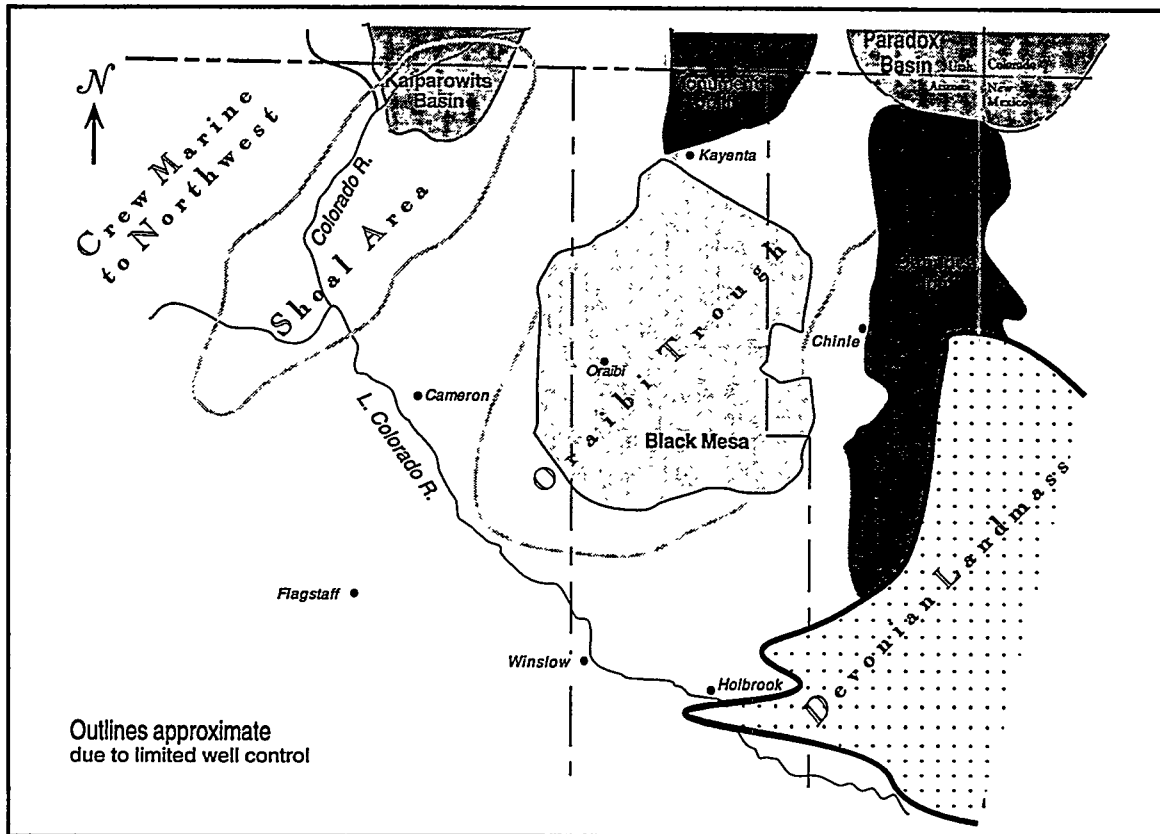 Paradox
Basin
Utah
Colorado
Arizona
New
Mexico
N
Kaiparowits
Basin
Crew Marine
to Northwest
Kayenta
Colorado R.
Shoal Area
Oraibi Trough
Chinle
Oraibi
Cameron
L. Colorado R.
Black Mesa
Devonian Landmass
Flagstaff
Winslow
Holbrook
Outlines approximate
due to limited well control